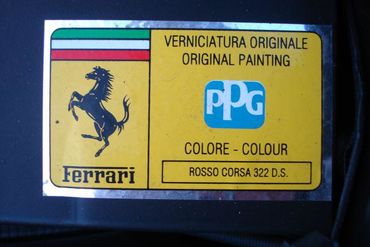 VERNICIATURA ORIGINALE
ORIGINAL PAINTING
PPG
COLORE - COLOUR
Ferrari
ROSSO CORSA 322 D.S.